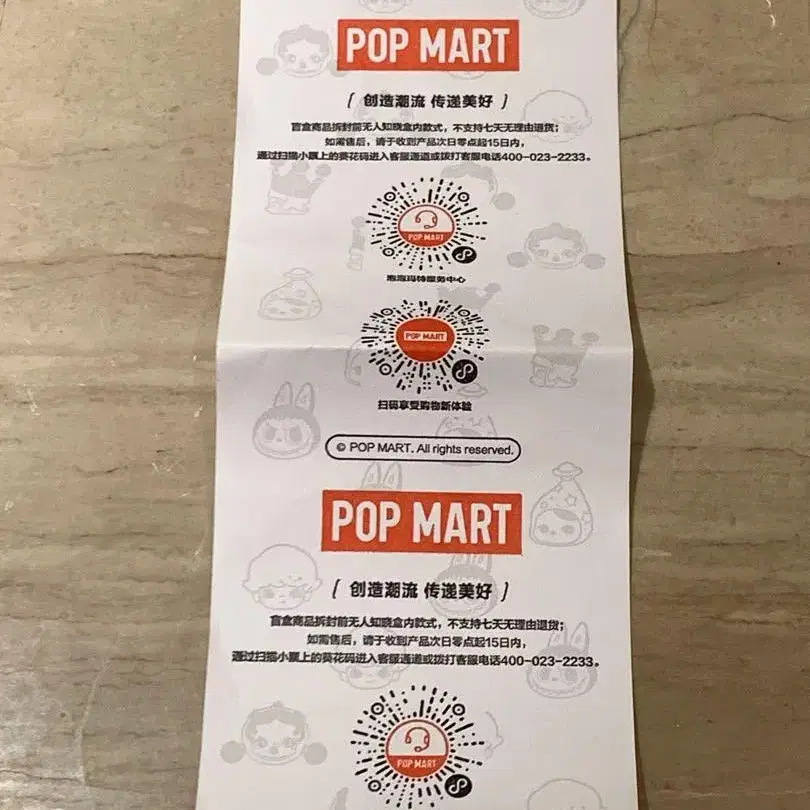 POP MART
创造潮流 传递美好
盲盒商品拆封前无人知晓盒内款式，不支持七天无理由退货；
如需售后，请于收到产品次日零点起15日内，
通过扫描小票上的葵花码进入客服通道或拨打客服电话400-023-2233。
POP MART
泡泡玛特服务中心
POP MART
扫码享受购物新体验
© POP MART. All rights reserved.
POP MART
创造潮流 传递美好
盲盒商品拆封前无人知晓盒内款式，不支持七天无理由退货；
如需售后，请于收到产品次日零点起15日内，
通过扫描小票上的葵花码进入客服通道或拨打客服电话400-023-2233。
POP MART